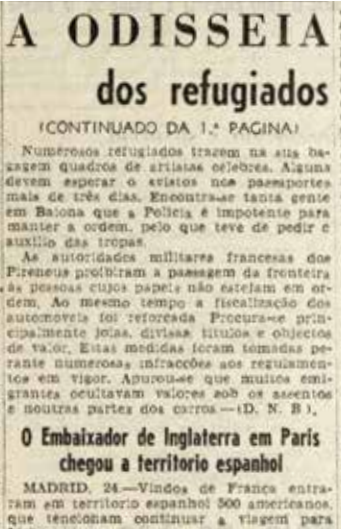 A ODISSEIA
dos refugiados
(CONTINUADO DA 1.ª PAGINA)
Numerosos refugiados trazem na sua ba-
gagem quadros de artistas celebres. Alguns
devem esperar o «visto» nos passaportes
mais de três dias. Encontra-se tanta gente
em Baiona que a Policia é impotente para
manter a ordem, pelo que teve de pedir o
auxilio das tropas.
As autoridades militares francesas dos
Pireneus proibiram a passagem da fronteira
às pessoas cujos papeis não estejam em or-
dem. Ao mesmo tempo a fiscalização dos
automoveis foi reforçada Procura-se prin-
cipalmente joias, divisas, titulos e objectos
de valor. Estas medidas foram tomadas pe-
rante numerosas infracções aos regulamen-
tos em vigor. Apurou-se que muitos emi-
grantes ocultavam valores sob os assentos
e noutras partes dos carros — (D. N. B.).
O Embaixador de Inglaterra em Paris
chegou a territorio espanhol
MADRID, 24.—Vindos de França entra-
ram em territorio espanhol 500 americanos,
que tencionam continuar a viagem para